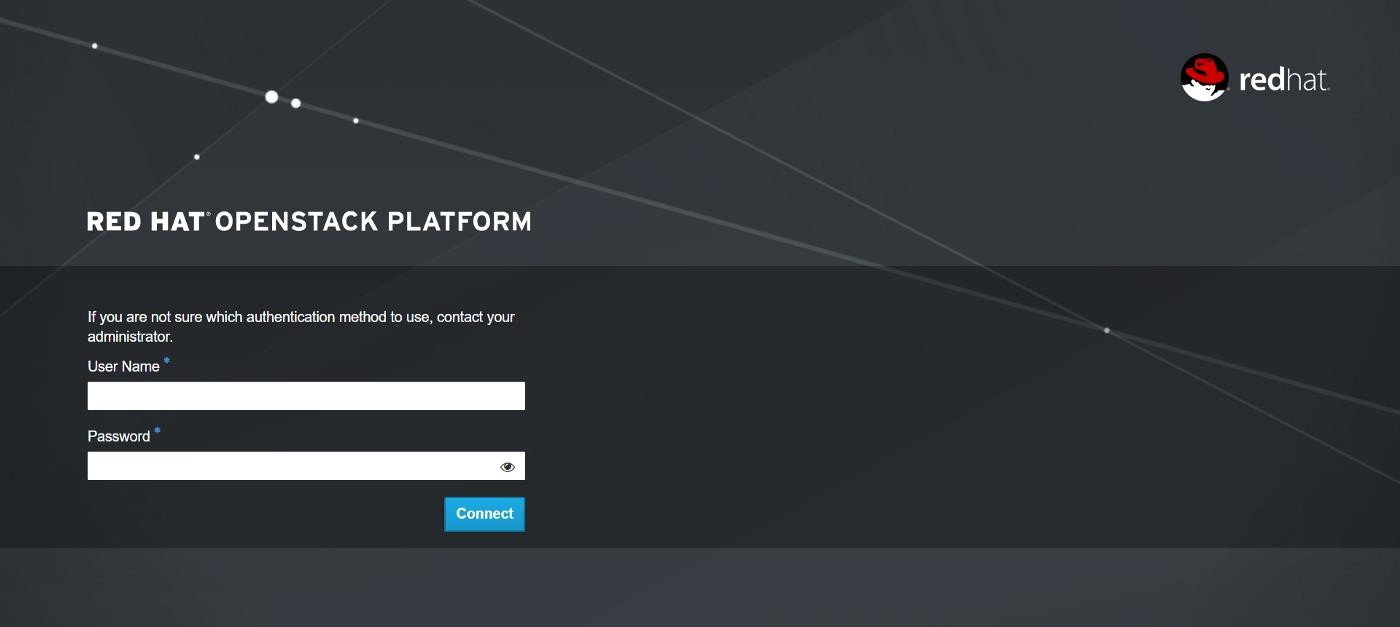 redhat.
RED HAT® OPENSTACK PLATFORM
If you are not sure which authentication method to use, contact your
administrator.
User Name *
Password *
Connect